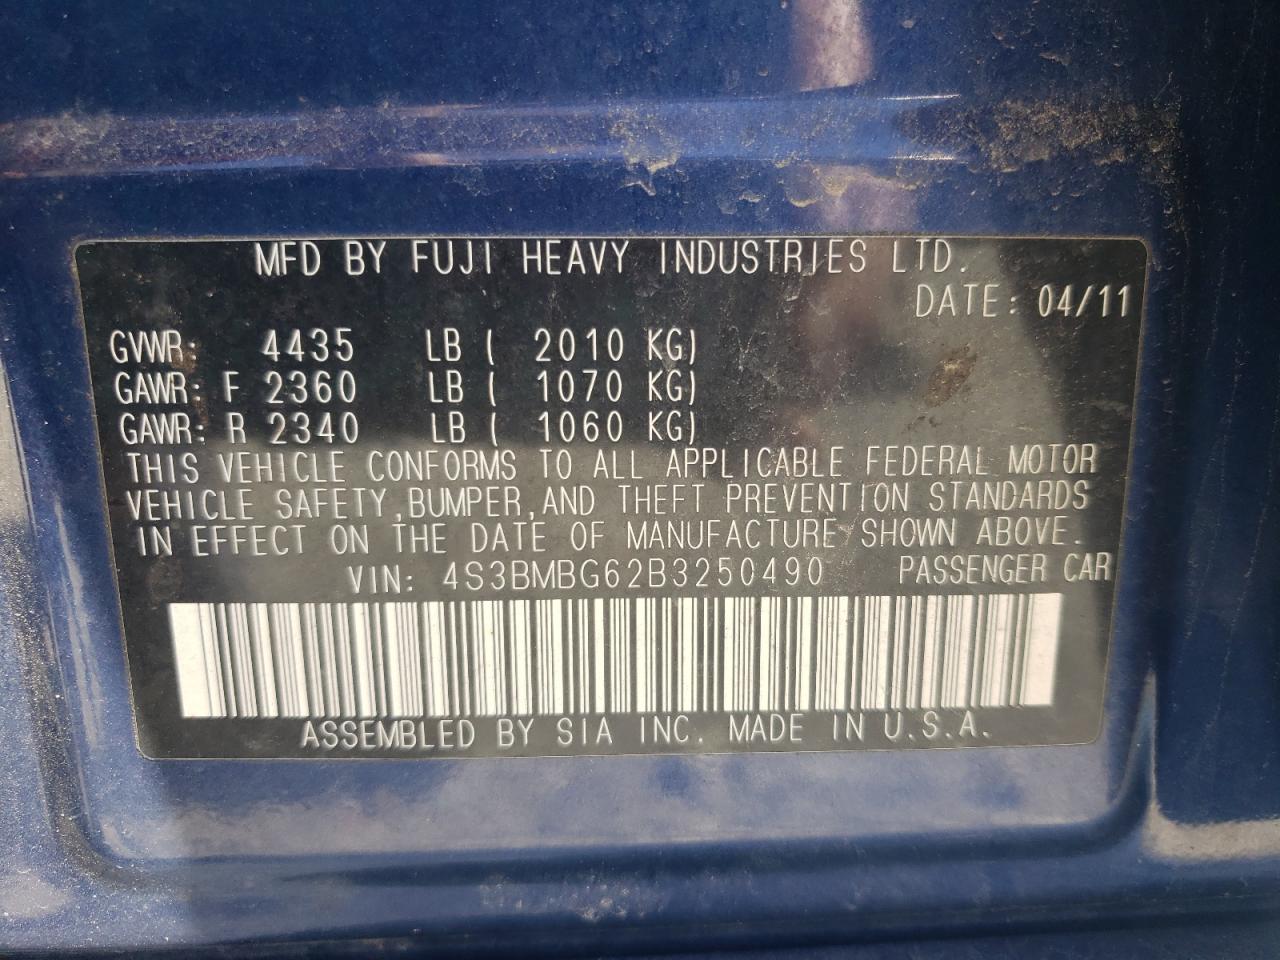 MFD BY FUJI HEAVY INDUSTRIES LTD.
DATE: 04/11
GVWR: 4435 LB ( 2010 KG)
GAWR: F 2360 LB ( 1070 KG)
GAWR: R 2340 LB ( 1060 KG)
THIS VEHICLE CONFORMS TO ALL APPLICABLE FEDERAL MOTOR
VEHICLE SAFETY, BUMPER, AND THEFT PREVENTION STANDARDS
IN EFFECT ON THE DATE OF MANUFACTURE SHOWN ABOVE.
VIN: 4S3BMBG62B3250490 PASSENGER CAR
ASSEMBLED BY SIA INC. MADE IN U.S.A.